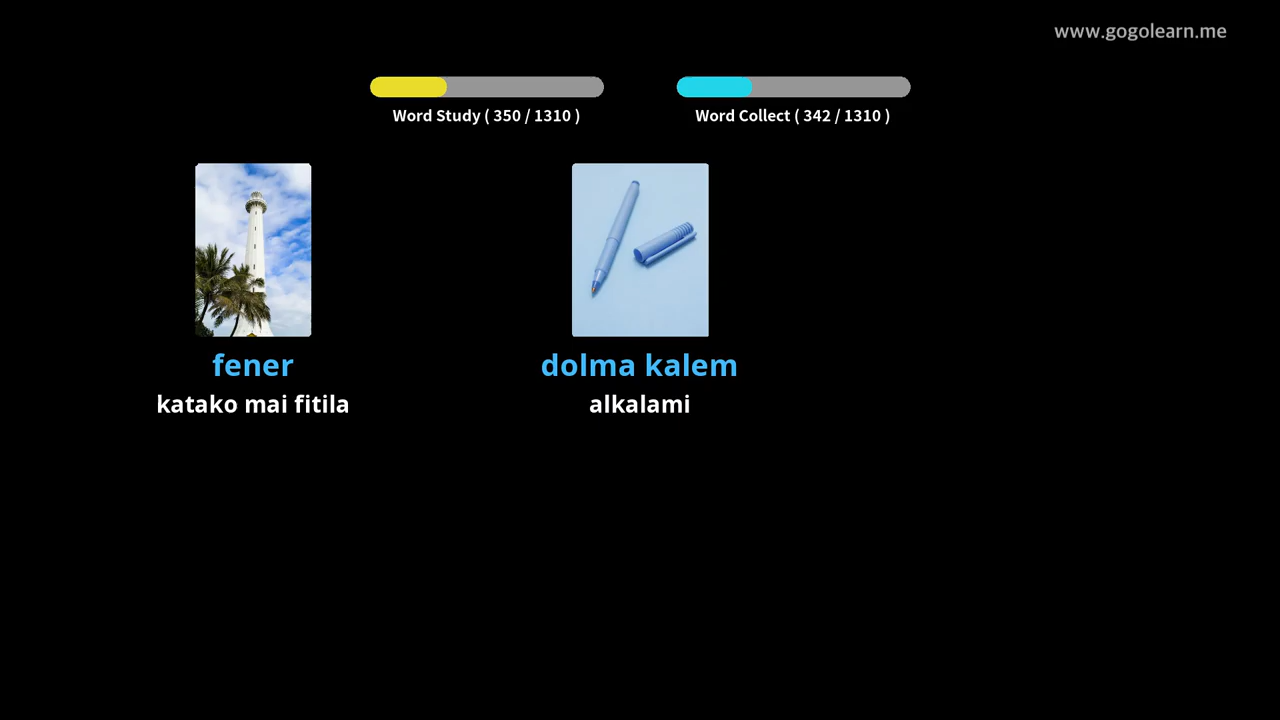 www.gogolearn.me
Word Study ( 350 / 1310 )
Word Collect ( 342 / 1310 )
fener
katako mai fitila
dolma kalem
alkalami